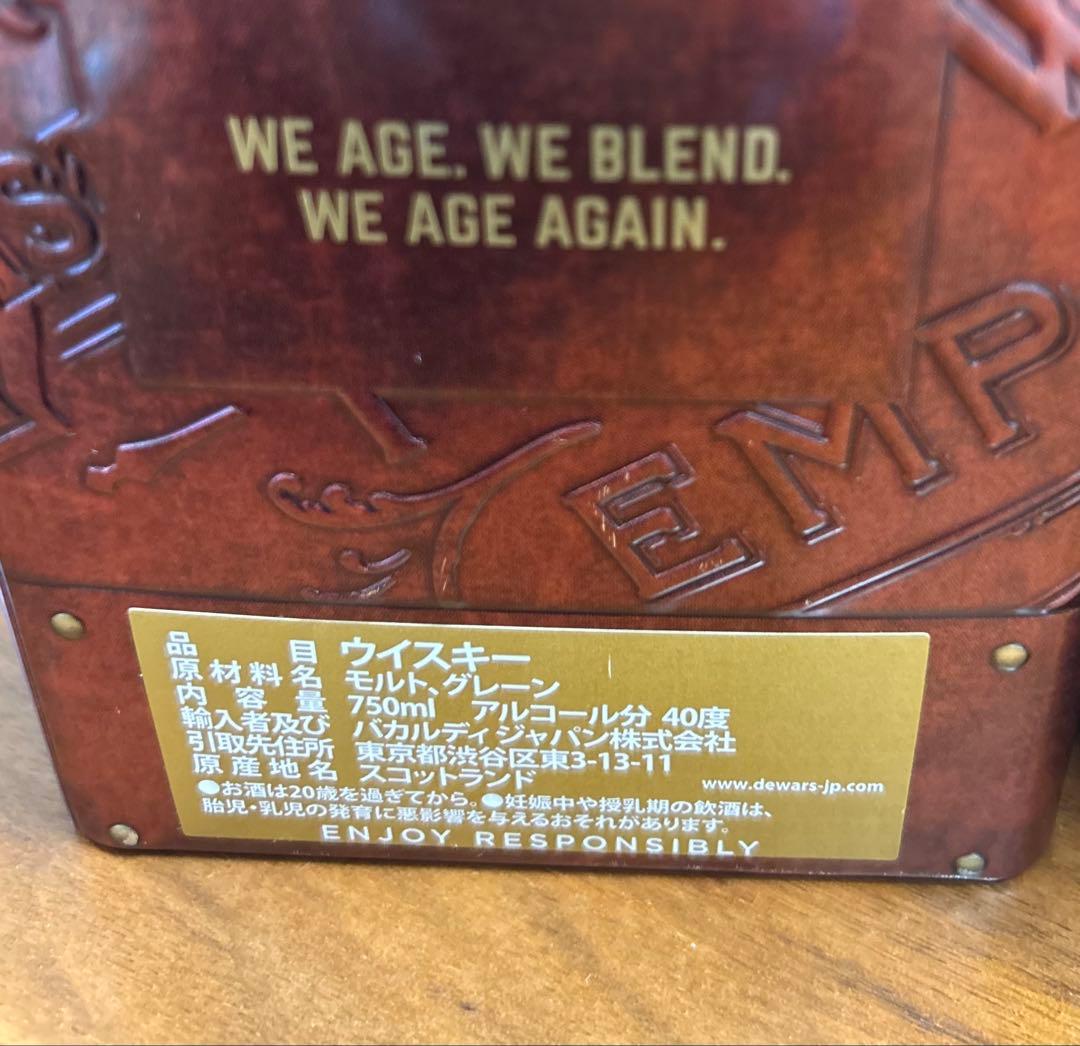 WE AGE. WE BLEND.
WE AGE AGAIN.
EMP
品目 ウイスキー
原材料名 モルト、グレーン
内容量 750ml アルコール分 40度
輸入者及び バカルディ ジャパン株式会社
引取先住所 東京都渋谷区東3-13-11
原産地名 スコットランド
www.dewars-jp.com
●お酒は20歳を過ぎてから。●妊娠中や授乳期の飲酒は、
胎児・乳児の発育に悪影響を与えるおそれがあります。
ENJOY RESPONSIBLY